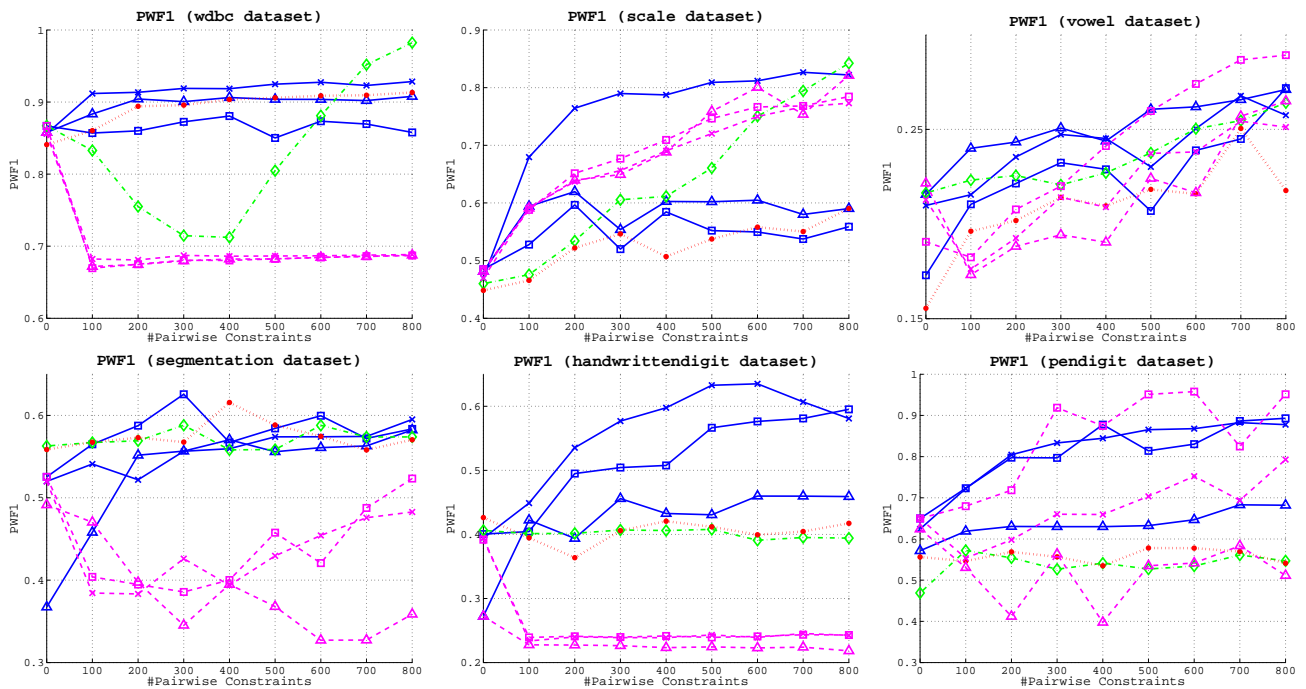 PWF1 (wdbc dataset)
1
0.9
0.8
0.7
0.6
PWF1
0 100 200 300 400 500 600 700 800
#Pairwise Constraints
PWF1 (scale dataset)
0.9
0.8
0.7
0.6
0.5
0.4
PWF1
0 100 200 300 400 500 600 700 800
#Pairwise Constraints
PWF1 (vowel dataset)
0.25
0.15
PWF1
0 100 200 300 400 500 600 700 800
#Pairwise Constraints
PWF1 (segmentation dataset)
0.6
0.5
0.4
0.3
PWF1
0 100 200 300 400 500 600 700 800
#Pairwise Constraints
PWF1 (handwrittendigit dataset)
0.6
0.4
0.3
0.2
PWF1
0 100 200 300 400 500 600 700 800
#Pairwise Constraints
PWF1 (pendigit dataset)
1
0.9
0.8
0.7
0.6
0.5
0.4
0.3
PWF1
0 100 200 300 400 500 600 700 800
#Pairwise Constraints